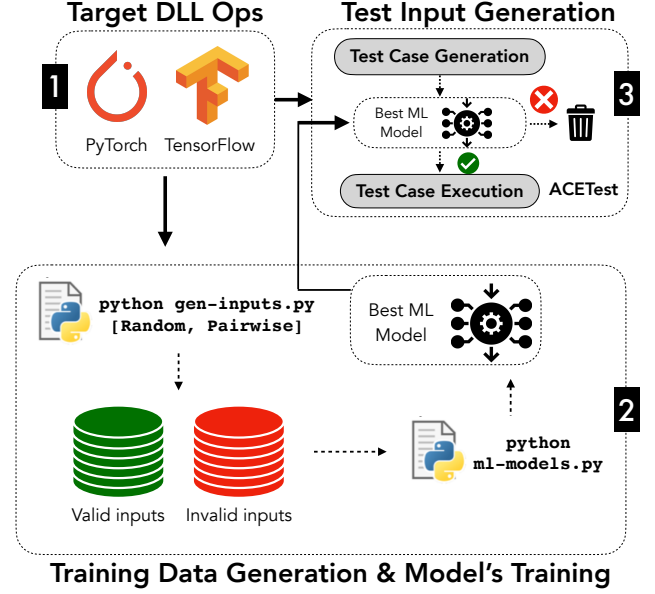 Target DLL Ops
1
PyTorch
TensorFlow
Test Input Generation
3
Test Case Generation
Best ML
Model
Test Case Execution
ACETest
2
python gen-inputs.py
[Random, Pairwise]
Best ML
Model
Valid inputs
Invalid inputs
python
ml-models.py
Training Data Generation & Model's Training